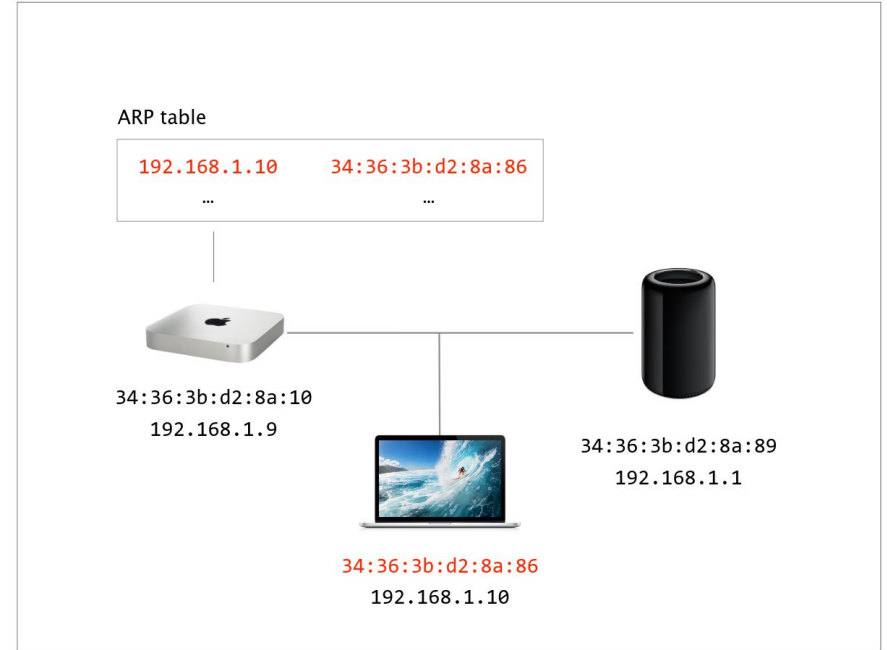 ARP table
192.168.1.10 34:36:3b:d2:8a:86
… …
34:36:3b:d2:8a:10
192.168.1.9
34:36:3b:d2:8a:89
192.168.1.1
34:36:3b:d2:8a:86
192.168.1.10